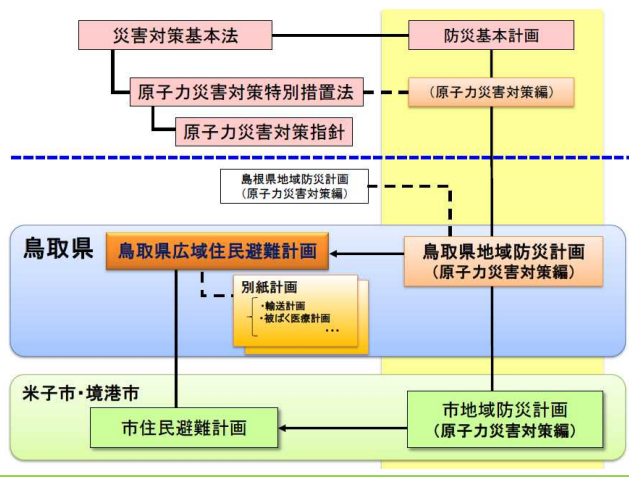 災害対策基本法
防災基本計画
原子力災害対策特別措置法
(原子力災害対策編)
原子力災害対策指針
島根県地域防災計画
(原子力災害対策編)
鳥取県
鳥取県広域住民避難計画
鳥取県地域防災計画
(原子力災害対策編)
別紙計画
・輸送計画
・被ばく医療計画
…
米子市・境港市
市住民避難計画
市地域防災計画
(原子力災害対策編)